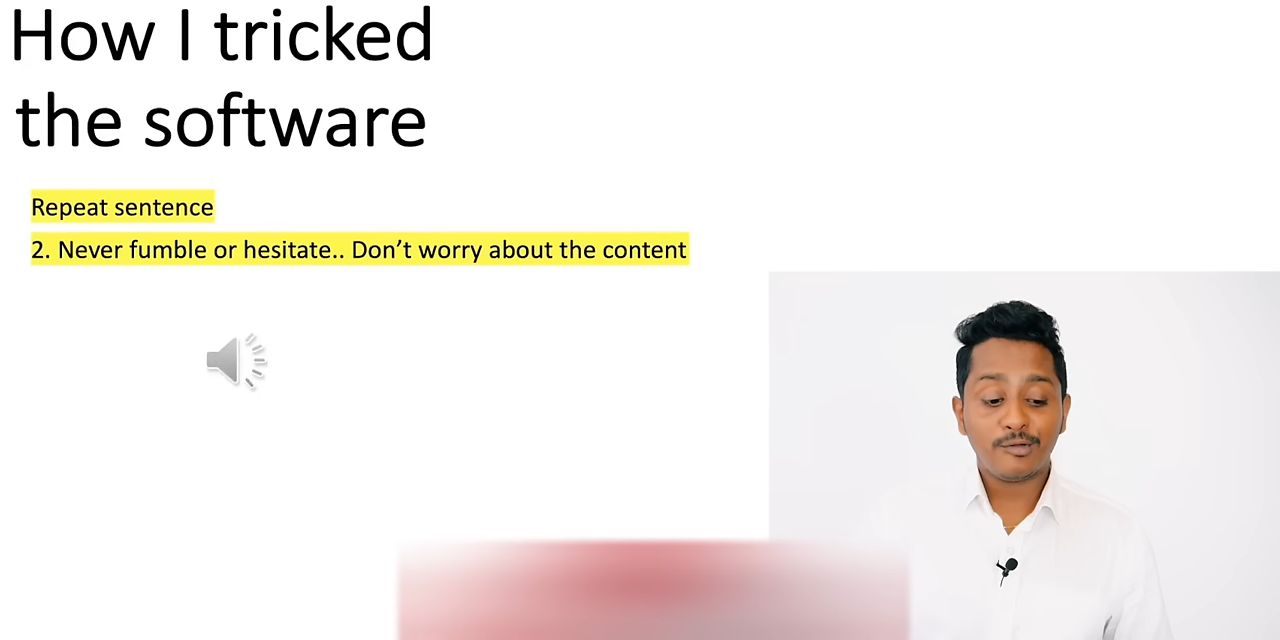 How I tricked
the software
Repeat sentence
2. Never fumble or hesitate.. Don’t worry about the content